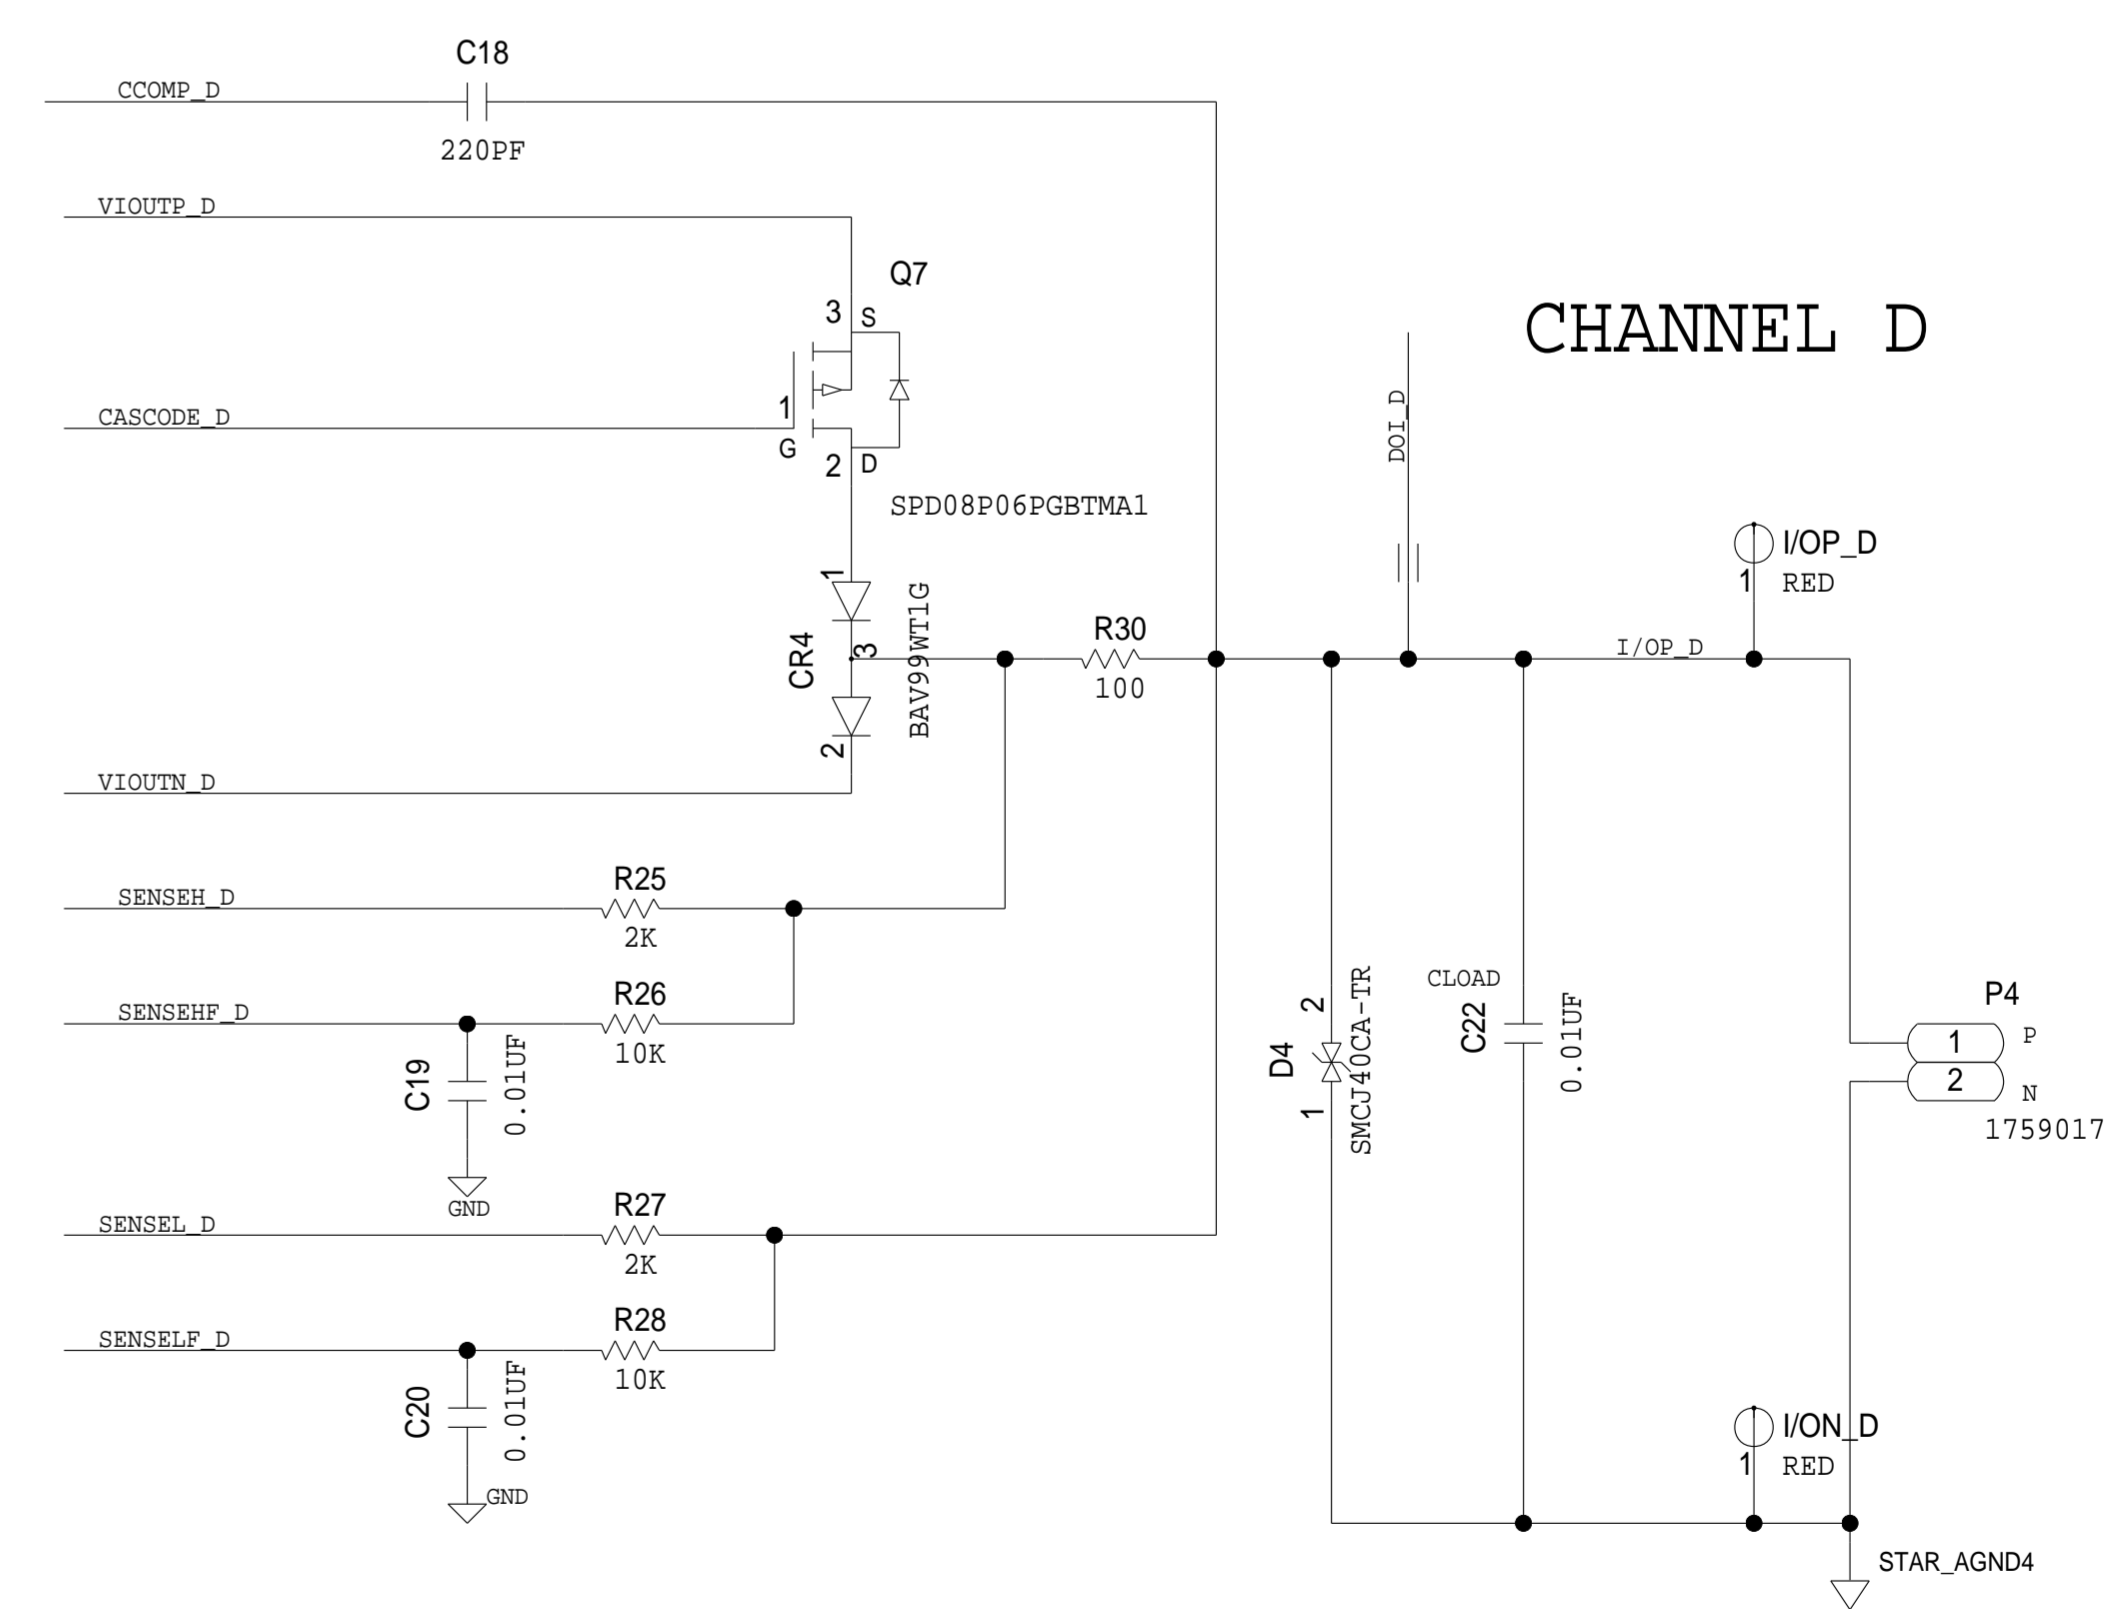 C18
CCOMP_D
220PF
VIOUTP_D
Q7
3 S
CHANNEL D
1
CASCODE_D
G
2 D
DOI_D
SPD08P06PGBTMA1
I/OP_D
1 RED
1
CR4
3
BAV99WT1G
2
R30
100
I/OP_D
VIOUTN_D
R25
SENSEH_D
2K
R26
SENSEHF_D
10K
C19
0.01UF
GND
2
D4
1
SMCJ40CA-TR
CLOAD
C22
0.01UF
P4
1 P
2 N
1759017
R27
SENSEL_D
2K
R28
SENSELF_D
10K
C20
0.01UF
GND
I/ON_D
1 RED
STAR_AGND4